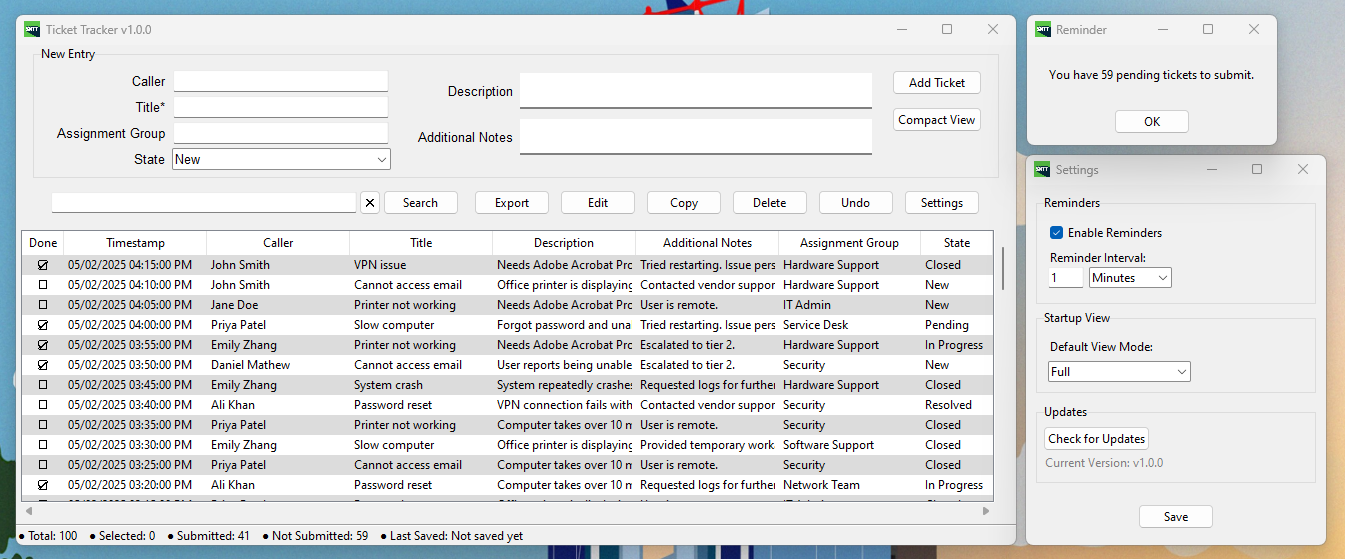 Ticket Tracker v1.0.0
New Entry
Caller
Title*
Assignment Group
State New
Description
Additional Notes
Add Ticket
Compact View
Search Export Edit Copy Delete Undo Settings
Done Timestamp Caller Title Description Additional Notes Assignment Group State
05/02/2025 04:15:00 PM John Smith VPN issue Needs Adobe Acrobat Prc Tried restarting. Issue pers Hardware Support Closed
05/02/2025 04:10:00 PM John Smith Cannot access email Office printer is displaying Contacted vendor suppor Hardware Support New
05/02/2025 04:05:00 PM Jane Doe Printer not working Needs Adobe Acrobat Prc User is remote. IT Admin New
05/02/2025 04:00:00 PM Priya Patel Slow computer Forgot password and una Tried restarting. Issue pers Service Desk Pending
05/02/2025 03:55:00 PM Emily Zhang Printer not working Needs Adobe Acrobat Prc Escalated to tier 2. Hardware Support In Progress
05/02/2025 03:50:00 PM Daniel Mathew Cannot access email User reports being unable Escalated to tier 2. Security New
05/02/2025 03:45:00 PM Emily Zhang System crash System repeatedly crashes Requested logs for further Hardware Support Closed
05/02/2025 03:40:00 PM Ali Khan Password reset VPN connection fails with Contacted vendor suppor Security Resolved
05/02/2025 03:35:00 PM Priya Patel Printer not working Computer takes over 10 m User is remote. Security Closed
05/02/2025 03:30:00 PM Emily Zhang Slow computer Office printer is displaying Provided temporary work Software Support Closed
05/02/2025 03:25:00 PM Priya Patel Cannot access email Computer takes over 10 m User is remote. Security Closed
05/02/2025 03:20:00 PM Ali Khan Password reset Computer takes over 10 m Requested logs for further Network Team In Progress
● Total: 100 ● Selected: 0 ● Submitted: 41 ● Not Submitted: 59 ● Last Saved: Not saved yet
Reminder
You have 59 pending tickets to submit.
OK
Settings
Reminders
Enable Reminders
Reminder Interval:
1 Minutes
Startup View
Default View Mode:
Full
Updates
Check for Updates
Current Version: v1.0.0
Save